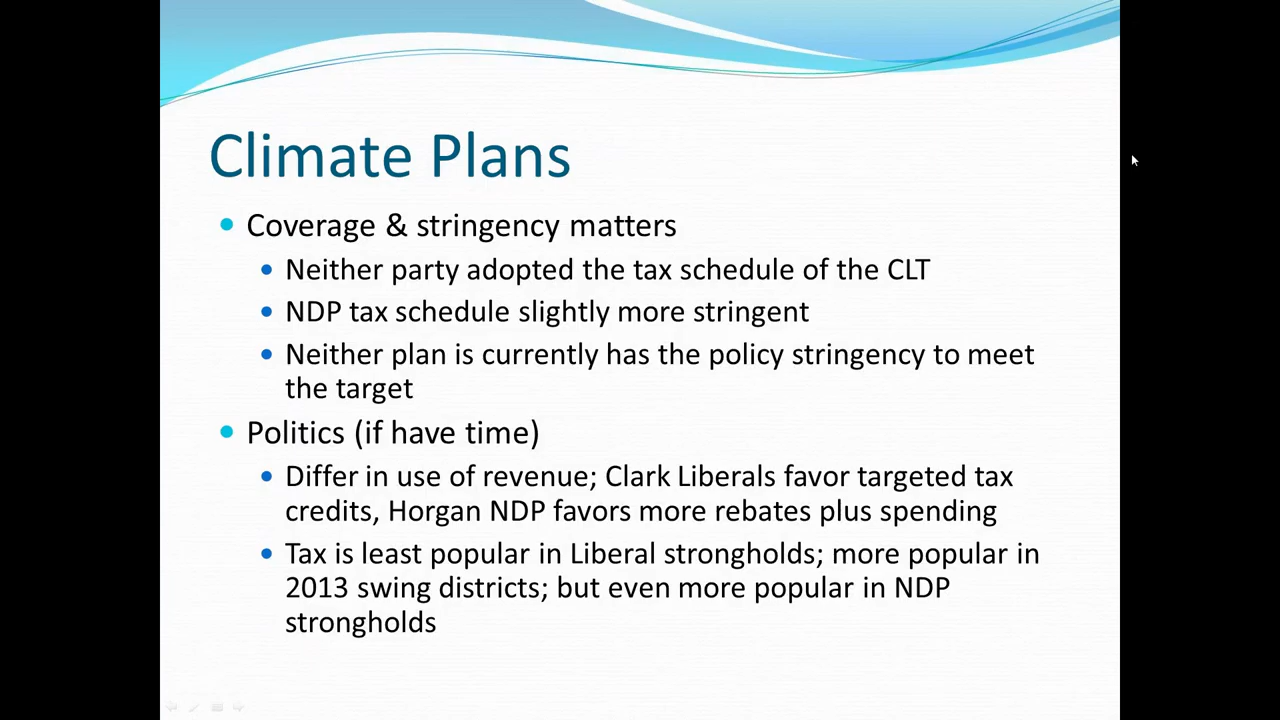 Climate Plans
Coverage & stringency matters
Neither party adopted the tax schedule of the CLT
NDP tax schedule slightly more stringent
Neither plan is currently has the policy stringency to meet
the target
Politics (if have time)
Differ in use of revenue; Clark Liberals favor targeted tax
credits, Horgan NDP favors more rebates plus spending
Tax is least popular in Liberal strongholds; more popular in
2013 swing districts; but even more popular in NDP
strongholds